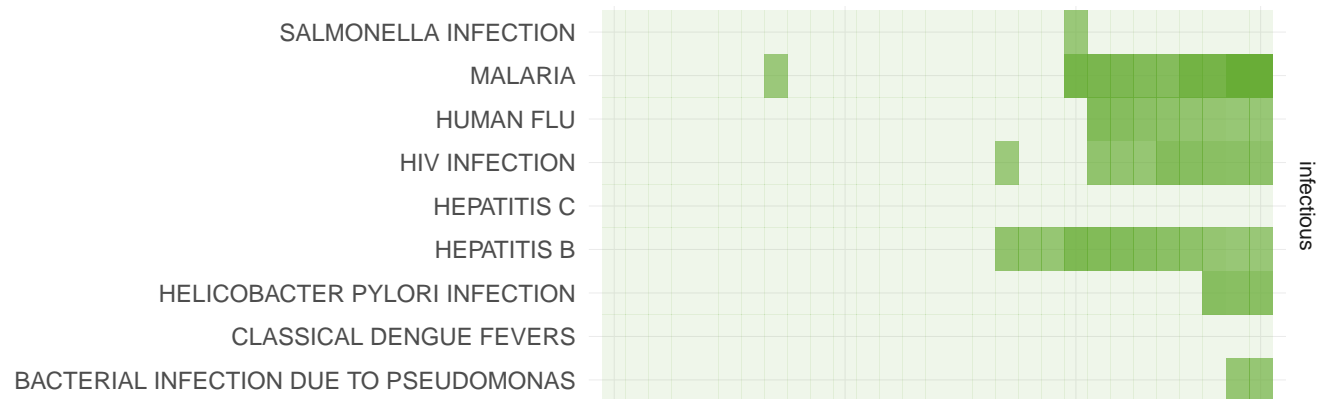 SALMONELLA INFECTION
MALARIA
HUMAN FLU
HIV INFECTION
HEPATITIS C
HEPATITIS B
HELICOBACTER PYLORI INFECTION
CLASSICAL DENGUE FEVERS
BACTERIAL INFECTION DUE TO PSEUDOMONAS
infectious